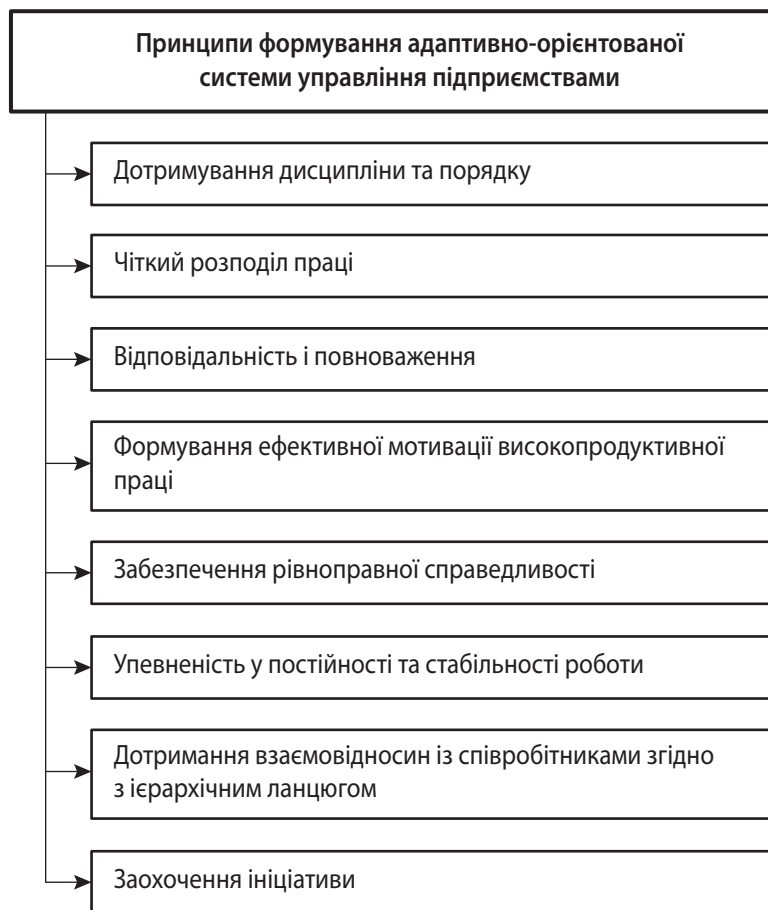 Принципи формування адаптивно-орієнтованої
системи управління підприємствами
Дотримування дисципліни та порядку
Чіткий розподіл праці
Відповідальність і повноваження
Формування ефективної мотивації високопродуктивної
праці
Забезпечення рівноправної справедливості
Упевненість у постійності та стабільності роботи
Дотримання взаємовідносин із співробітниками згідно
з ієрархічним ланцюгом
Заохочення ініціативи